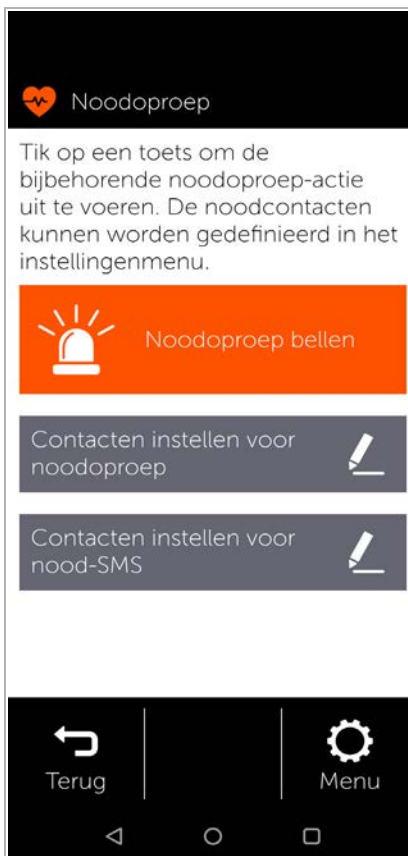 Noodoproep
Tik op een toets om de
bijbehorende noodoproep-actie
uit te voeren. De noodcontacten
kunnen worden gedefinieerd in het
instellingenmenu.
Noodoproep bellen
Contacten instellen voor
noodoproep
Contacten instellen voor
nood-SMS
Terug
Menu